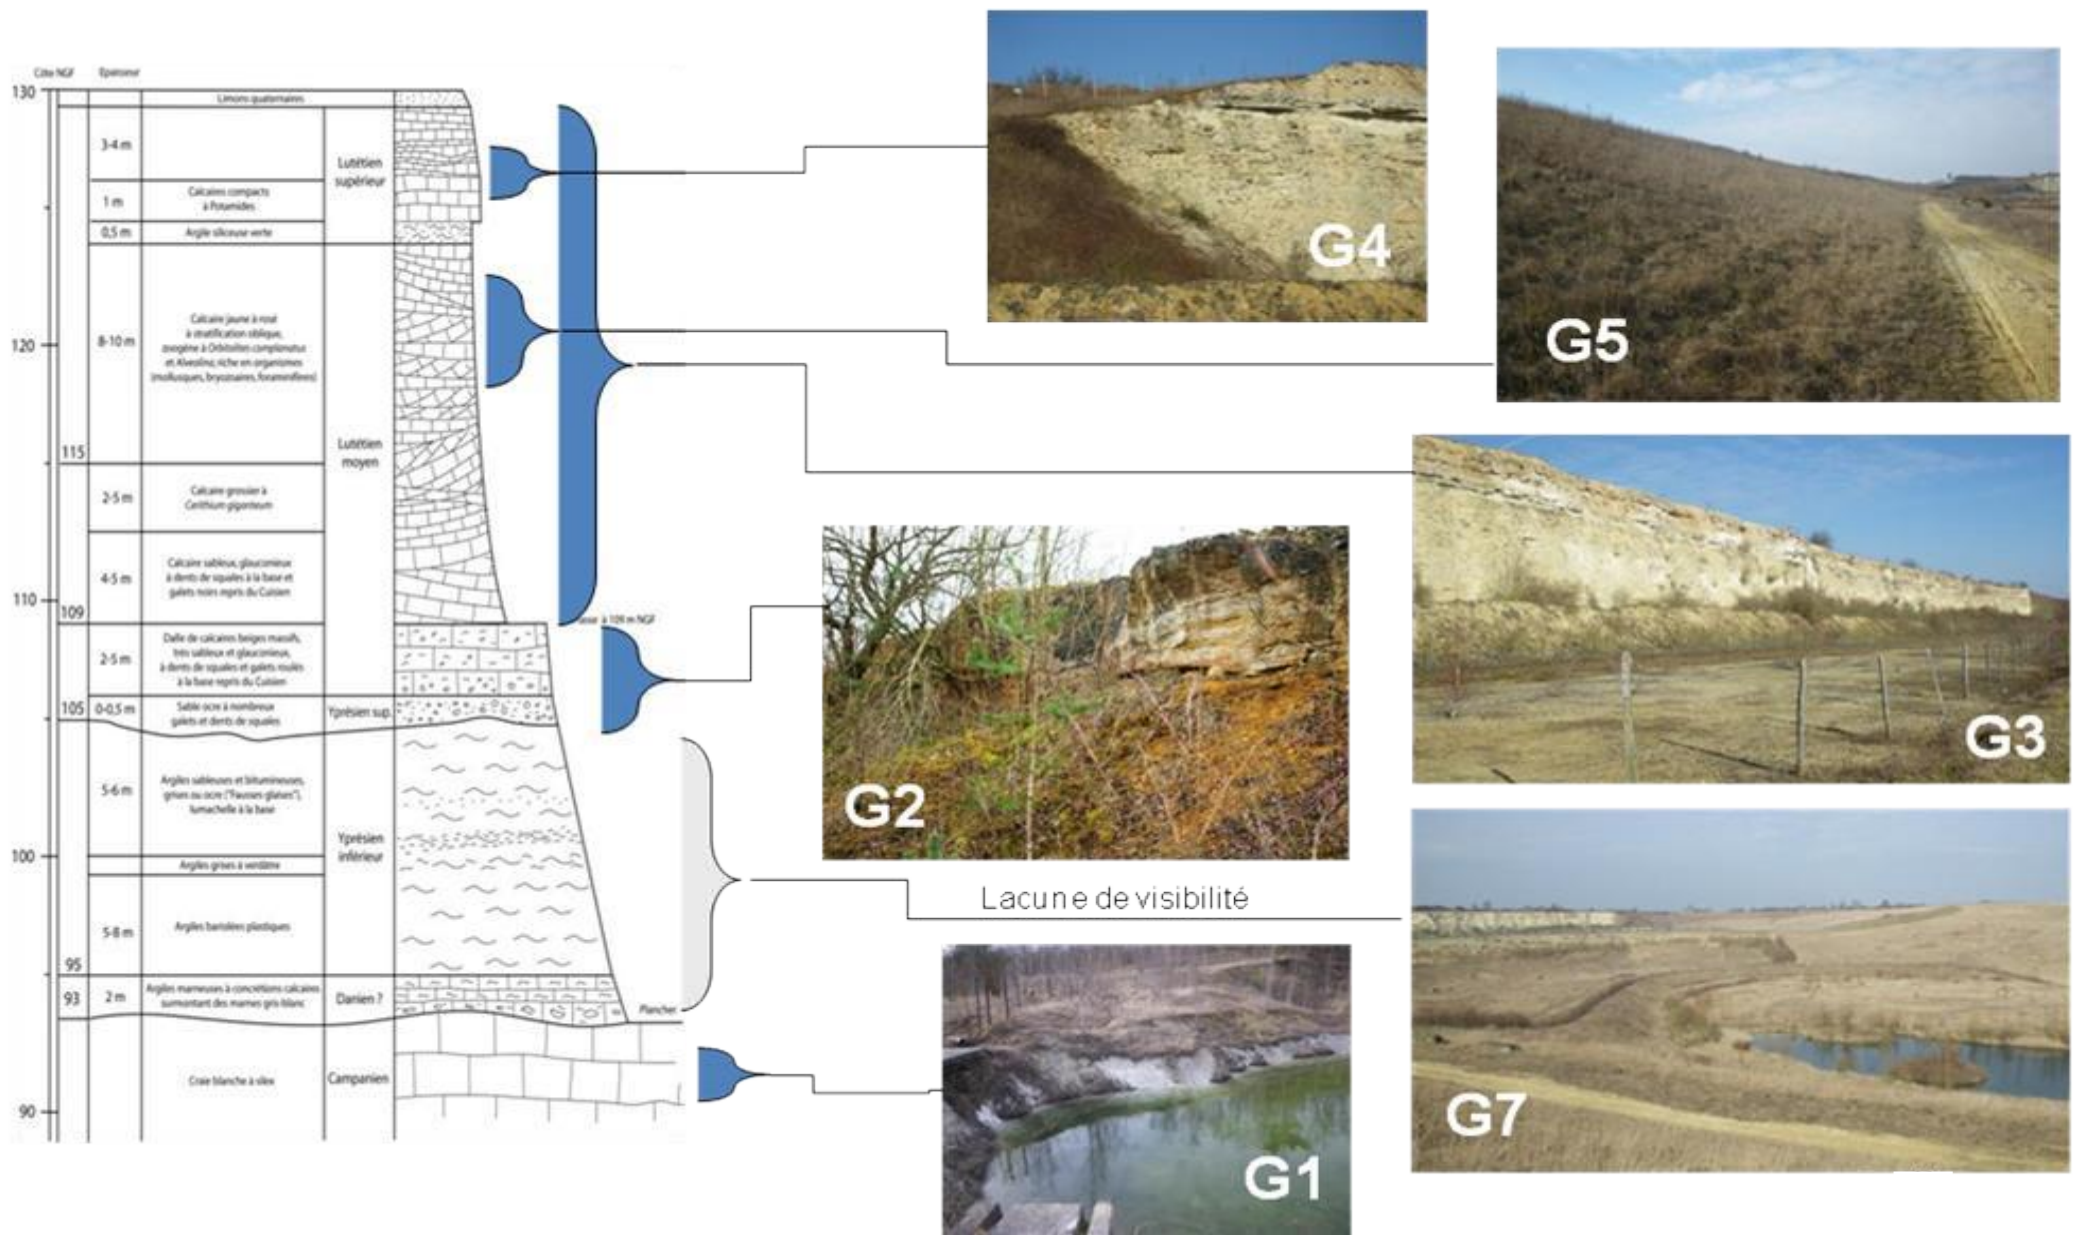 Côte NGF
Epaisseur
130
Limons quaternaires
3-4 m
Lutétien
supérieur
1 m
Calcaires compacts
à Potamides
0,5 m
Argile siliceuse verte
8-10 m
Calcaire jaune à rosé
à stratification oblique,
zoogène à Orbitolites complanatus
et Alveolina, riche en organismes
(mollusques, bryozoaires, foraminifères)
120
Lutétien
moyen
115
2-5 m
Calcaire grossier à
Cerithium giganteum
4-5 m
Calcaire sableux, glauconieux
à dents de squales à la base et
galets noirs repris du Cuisien
110
109
à 109 m NGF
2-5 m
Dalle de calcaires beiges massifs,
très sableux et glauconieux,
à dents de squales et galets roulés
à la base repris du Cuisien
105
0-0,5 m
Sable ocre à nombreux
galets et dents de squales
Yprésien sup.
5-6 m
Argiles sableuses et bitumineuses,
grises ou ocre ("Fausses glaises"),
lumachelle à la base
Yprésien
inférieur
100
Argiles grises à verdâtre
5-8 m
Argiles bariolées plastiques
95
93
2 m
Argiles marneuses à concrétions calcaires
surmontant des marnes gris-blanc
Danien ?
Plancher
Craie blanche à silex
Campanien
90
G4
G5
G3
G2
Lacune de visibilité
G7
G1